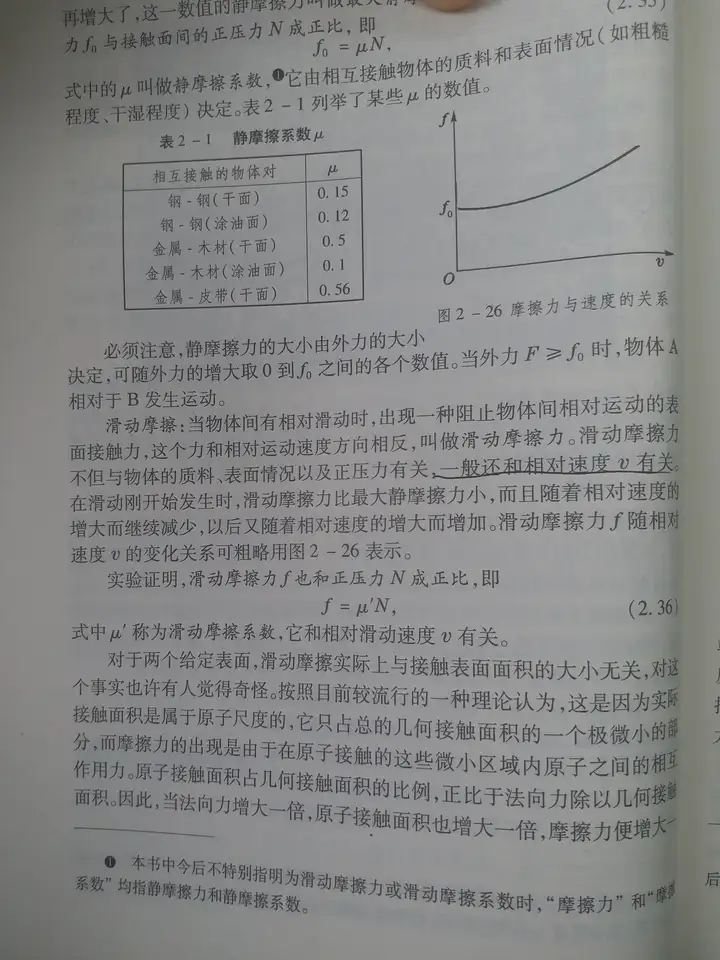 再增大了,这一数值的静摩擦力叫做最大静
(2.35)
力f₀与接触面间的正压力N成正比,即
f₀ = μN,
式中的μ叫做静摩擦系数,❶它由相互接触物体的质料和表面情况(如粗糙
程度、干湿程度)决定。表2-1列举了某些μ的数值。
表2-1 静摩擦系数μ
相互接触的物体对 μ
钢-钢(干面) 0.15
钢-钢(涂油面) 0.12
金属-木材(干面) 0.5
金属-木材(涂油面) 0.1
金属-皮带(干面) 0.56
f
f₀
O
v
图2-26 摩擦力与速度的关系
必须注意,静摩擦力的大小由外力的大小
决定,可随外力的增大取0到f₀之间的各个数值。当外力F⩾f₀时,物体A
相对于B发生运动。
滑动摩擦:当物体间有相对滑动时,出现一种阻止物体间相对运动的表
面接触力,这个力和相对运动速度方向相反,叫做滑动摩擦力。滑动摩擦力
不但与物体的质料、表面情况以及正压力有关,一般还和相对速度v有关。
在滑动刚开始发生时,滑动摩擦力比最大静摩擦力小,而且随着相对速度的
增大而继续减少,以后又随着相对速度的增大而增加。滑动摩擦力f随相对
速度v的变化关系可粗略用图2-26表示。
实验证明,滑动摩擦力f也和正压力N成正比,即
f = μ′N, (2.36)
式中μ′称为滑动摩擦系数,它和相对滑动速度v有关。
对于两个给定表面,滑动摩擦实际上与接触表面面积的大小无关,对这
个事实也许有人觉得奇怪。按照目前较流行的一种理论认为,这是因为实际
接触面积是属于原子尺度的,它只占总的几何接触面积的一个极微小的部
分,而摩擦力的出现是由于在原子接触的这些微小区域内原子之间的相互
作用力。原子接触面积占几何接触面积的比例,正比于法向力除以几何接触
面积。因此,当法向力增大一倍,原子接触面积也增大一倍,摩擦力便增大一
❶ 本书中今后不特别指明为滑动摩擦力或滑动摩擦系数时,“摩擦力”和“摩擦
系数”均指静摩擦力和静摩擦系数。
后